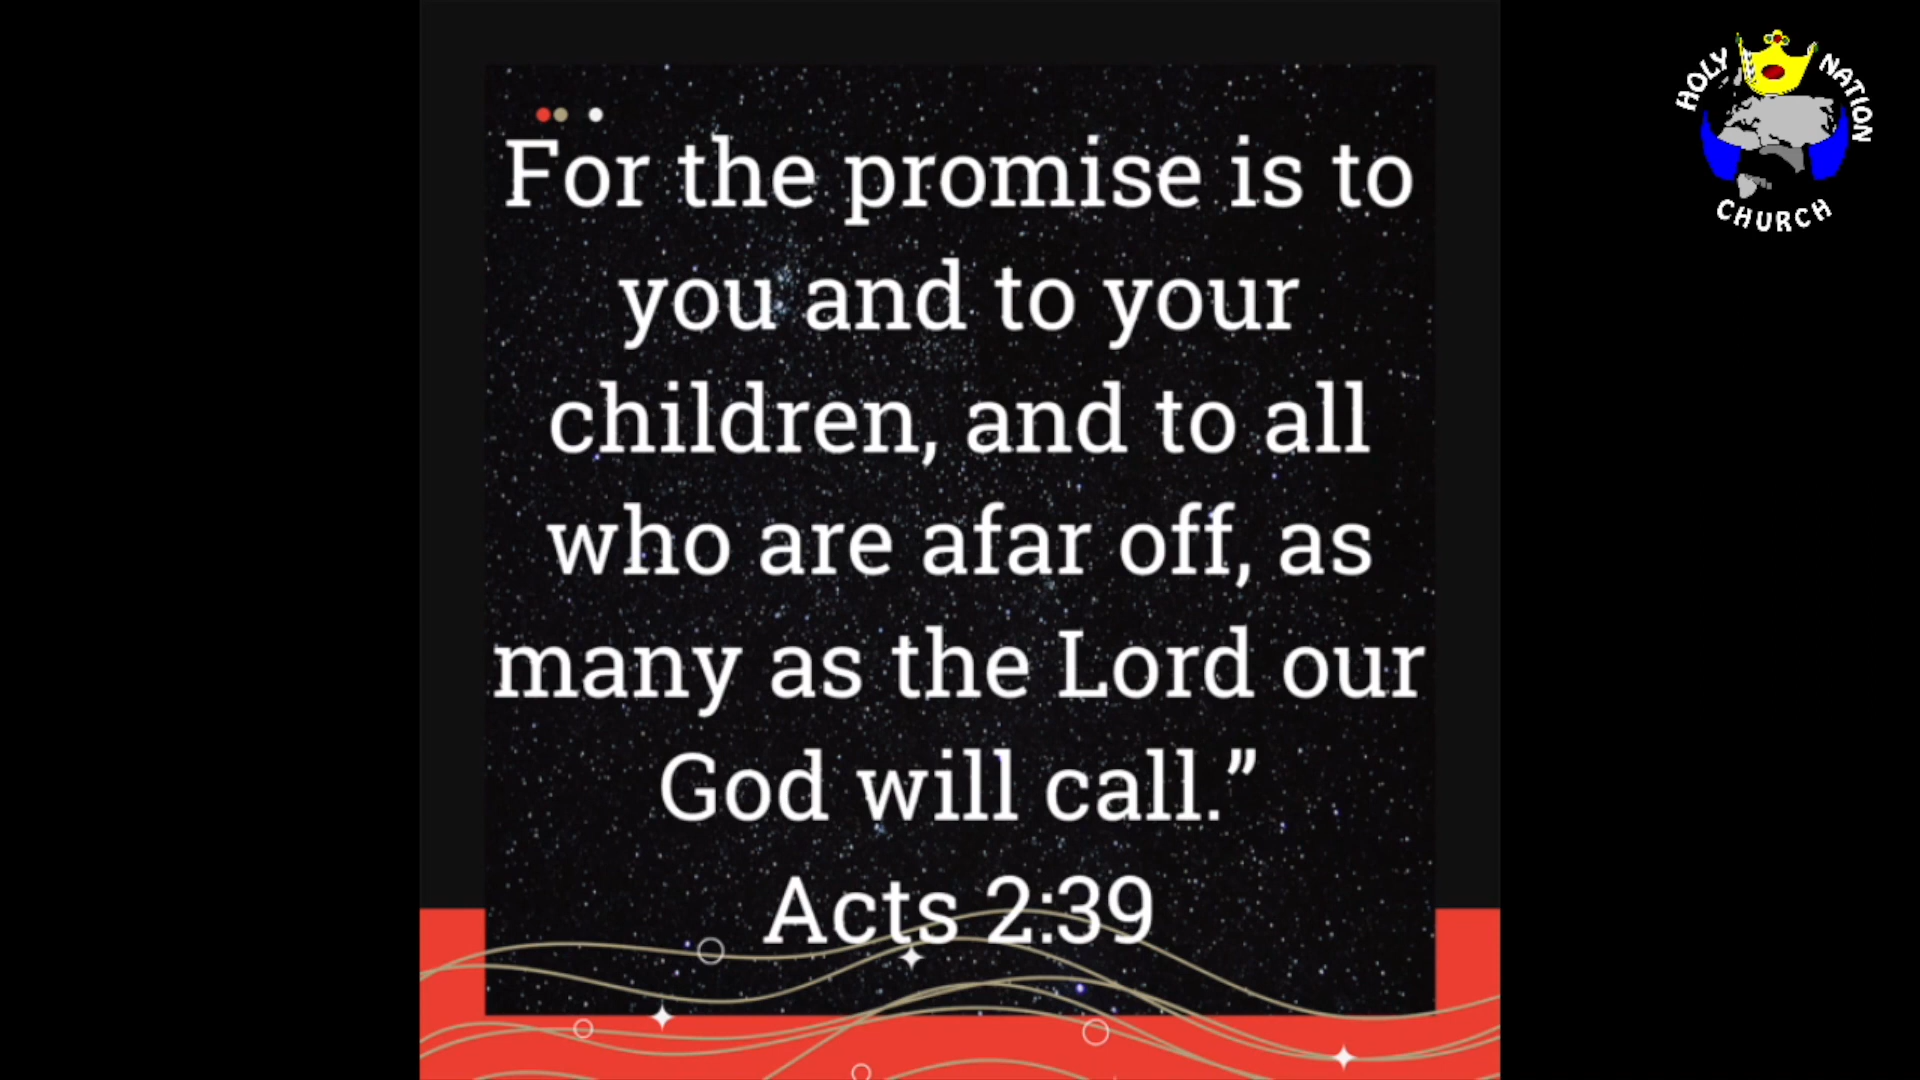 For the promise is to
you and to your
children, and to all
who are afar off, as
many as the Lord our
God will call.”
Acts 2:39
HOLY NATION
CHURCH